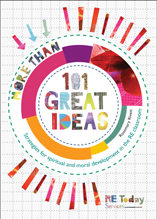 MORE THAN
101
GREAT
IDEAS
Strategies for spiritual and moral development in the RE classroom
RE Today
Services